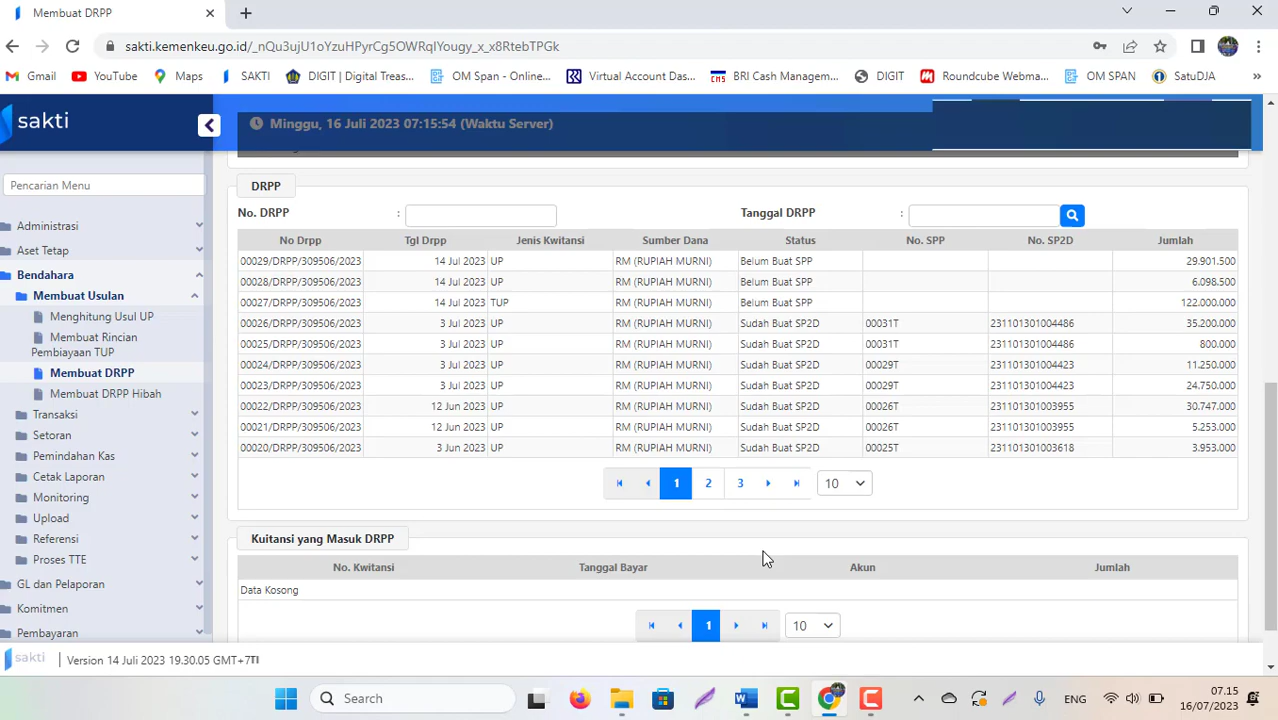 Membuat DRPP
sakti.kemenkeu.go.id/_nQu3ujU1oYzuHPyrCg5OWRqIYougy_x_x8RtebTPGk
Gmail YouTube Maps SAKTI DIGIT | Digital Treas... OM Span - Online... Virtual Account Das... BRI Cash Managem... DIGIT Roundcube Webma... OM SPAN SatuDJA »
sakti
Minggu, 16 Juli 2023 07:15:54 (Waktu Server)
Pencarian Menu
Administrasi
Aset Tetap
Bendahara
Membuat Usulan
Menghitung Usul UP
Membuat Rincian
Pembiayaan TUP
Membuat DRPP
Membuat DRPP Hibah
Transaksi
Setoran
Pemindahan Kas
Cetak Laporan
Monitoring
Upload
Referensi
Proses TTE
GL dan Pelaporan
Komitmen
Pembayaran
DRPP
No. DRPP : Tanggal DRPP :
No Drpp Tgl Drpp Jenis Kwitansi Sumber Dana Status No. SPP No. SP2D Jumlah
00029/DRPP/309506/2023 14 Jul 2023 UP RM (RUPIAH MURNI) Belum Buat SPP 29.901.500
00028/DRPP/309506/2023 14 Jul 2023 UP RM (RUPIAH MURNI) Belum Buat SPP 6.098.500
00027/DRPP/309506/2023 14 Jul 2023 TUP RM (RUPIAH MURNI) Belum Buat SPP 122.000.000
00026/DRPP/309506/2023 3 Jul 2023 UP RM (RUPIAH MURNI) Sudah Buat SP2D 00031T 231101301004486 35.200.000
00025/DRPP/309506/2023 3 Jul 2023 UP RM (RUPIAH MURNI) Sudah Buat SP2D 00031T 231101301004486 800.000
00024/DRPP/309506/2023 3 Jul 2023 UP RM (RUPIAH MURNI) Sudah Buat SP2D 00029T 231101301004423 11.250.000
00023/DRPP/309506/2023 3 Jul 2023 UP RM (RUPIAH MURNI) Sudah Buat SP2D 00029T 231101301004423 24.750.000
00022/DRPP/309506/2023 12 Jun 2023 UP RM (RUPIAH MURNI) Sudah Buat SP2D 00026T 231101301003955 30.747.000
00021/DRPP/309506/2023 12 Jun 2023 UP RM (RUPIAH MURNI) Sudah Buat SP2D 00026T 231101301003955 5.253.000
00020/DRPP/309506/2023 3 Jun 2023 UP RM (RUPIAH MURNI) Sudah Buat SP2D 00025T 231101301003618 3.953.000
1 2 3 10
Kuitansi yang Masuk DRPP
No. Kwitansi Tanggal Bayar Akun Jumlah
Data Kosong
1 10
sakti Version 14 Juli 2023 19.30.05 GMT+7TI
Search
ENG
07.15
16/07/2023